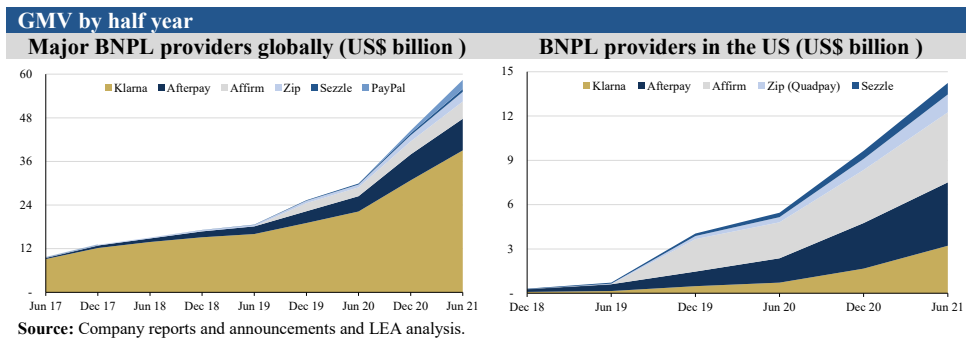 GMV by half year
Major BNPL providers globally (US$ billion )
60
48
36
24
12
-
Klarna Afterpay Affirm Zip Sezzle PayPal
Jun 17 Dec 17 Jun 18 Dec 18 Jun 19 Dec 19 Jun 20 Dec 20 Jun 21
BNPL providers in the US (US$ billion )
15
12
9
6
3
-
Klarna Afterpay Affirm Zip (Quadpay) Sezzle
Dec 18 Jun 19 Dec 19 Jun 20 Dec 20 Jun 21
Source: Company reports and announcements and LEA analysis.